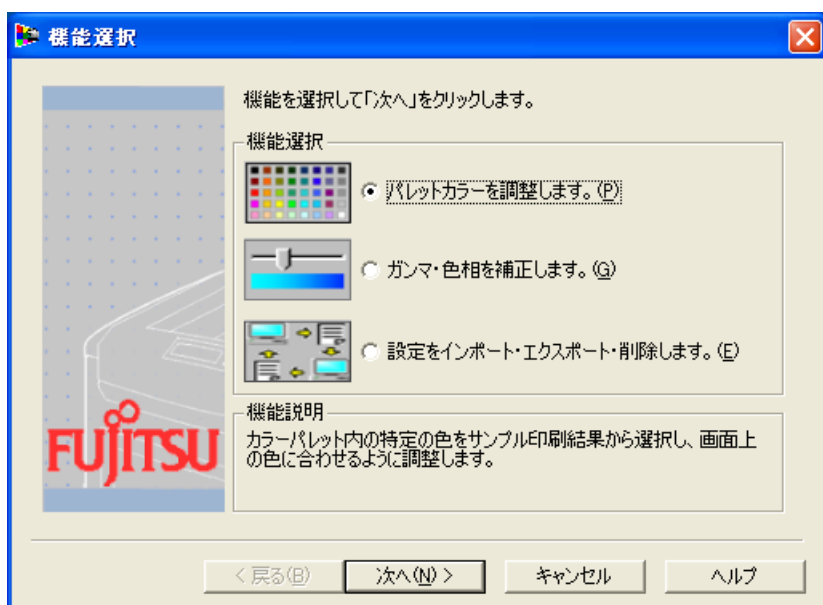 機能選択
機能を選択して「次へ」をクリックします。
機能選択
パレットカラーを調整します。(P)
ガンマ・色相を補正します。(G)
設定をインポート・エクスポート・削除します。(E)
機能説明
カラーパレット内の特定の色をサンプル印刷結果から選択し、画面上
の色に合わせるように調整します。
FUJITSU
< 戻る(B)
次へ(N) >
キャンセル
ヘルプ